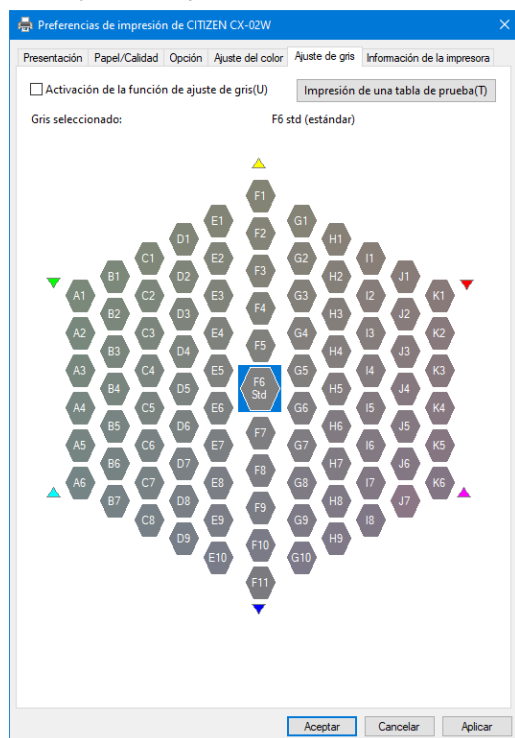 Preferencias de impresión de CITIZEN CX-02W
Presentación Papel/Calidad Opción Ajuste del color Ajuste de gris Información de la impresora
Activación de la función de ajuste de gris(U) Impresión de una tabla de prueba(T)
Gris seleccionado: F6 std (estándar)
F1
E1 G1
D1 F2 H1
C1 E2 G2 I1
B1 D2 F3 H2 J1
A1 C2 E3 G3 I2 K1
B2 D3 F4 H3 J2
A2 C3 E4 G4 I3 K2
B3 D4 F5 H4 J3
A3 C4 E5 G5 I4 K3
B4 D5 F6 H5 J4
Std
A4 C5 E6 G6 I5 K4
B5 D6 F7 H6 J5
A5 C6 E7 G7 I6 K5
B6 D7 F8 H7 J6
A6 C7 E8 G8 I7 K6
B7 D8 F9 H8 J7
C8 E9 G9 I8
D9 F10 H9
E10 G10
F11
Aceptar Cancelar Aplicar